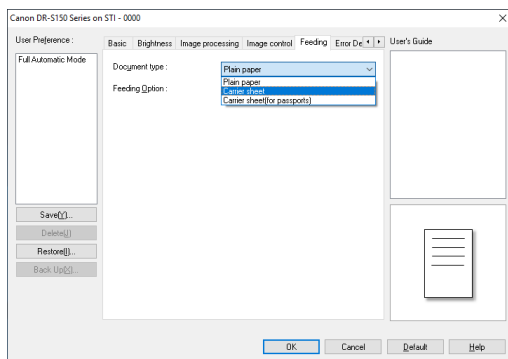 Canon DR-S150 Series on STI - 0000
User Preference :
Full Automatic Mode
Save(Y)...
Delete(J)
Restore(I)...
Back Up(X)...
Basic Brightness Image processing Image control Feeding Error De
Document type :
Plain paper
Plain paper
Carrier sheet
Carrier sheet(for passports)
Feeding Option :
User's Guide
OK Cancel Default Help